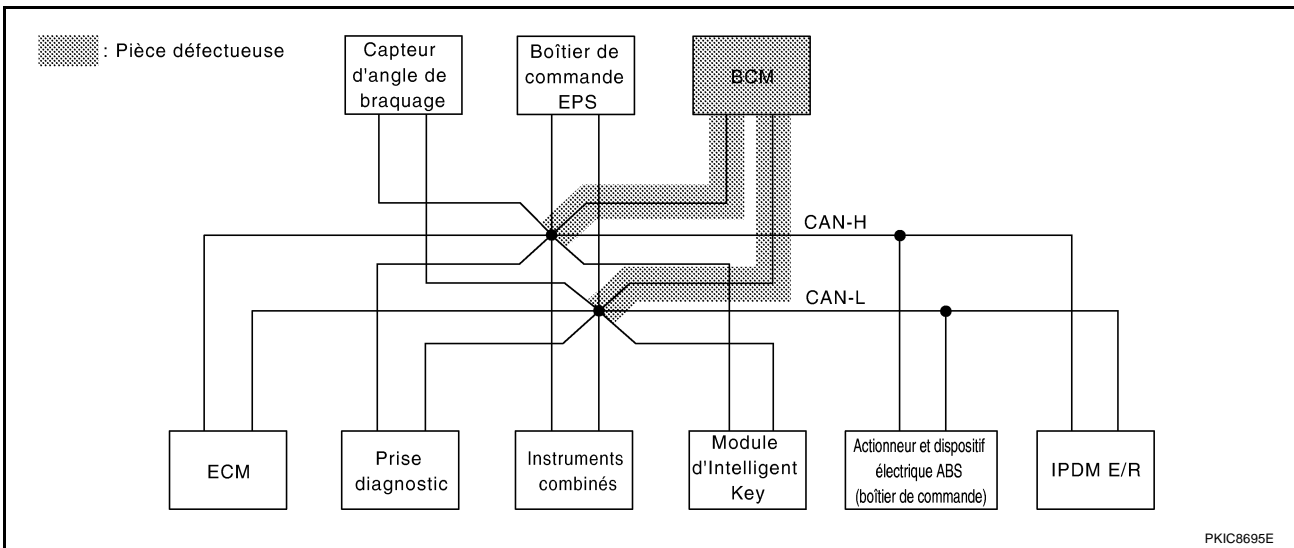 : Pièce défectueuse
Capteur
d'angle de
braquage
Boîtier de
commande
EPS
BCM
CAN-H
CAN-L
ECM
Prise
diagnostic
Instruments
combinés
Module
d'Intelligent
Key
Actionneur et dispositif
électrique ABS
(boîtier de commande)
IPDM E/R
PKIC8695E